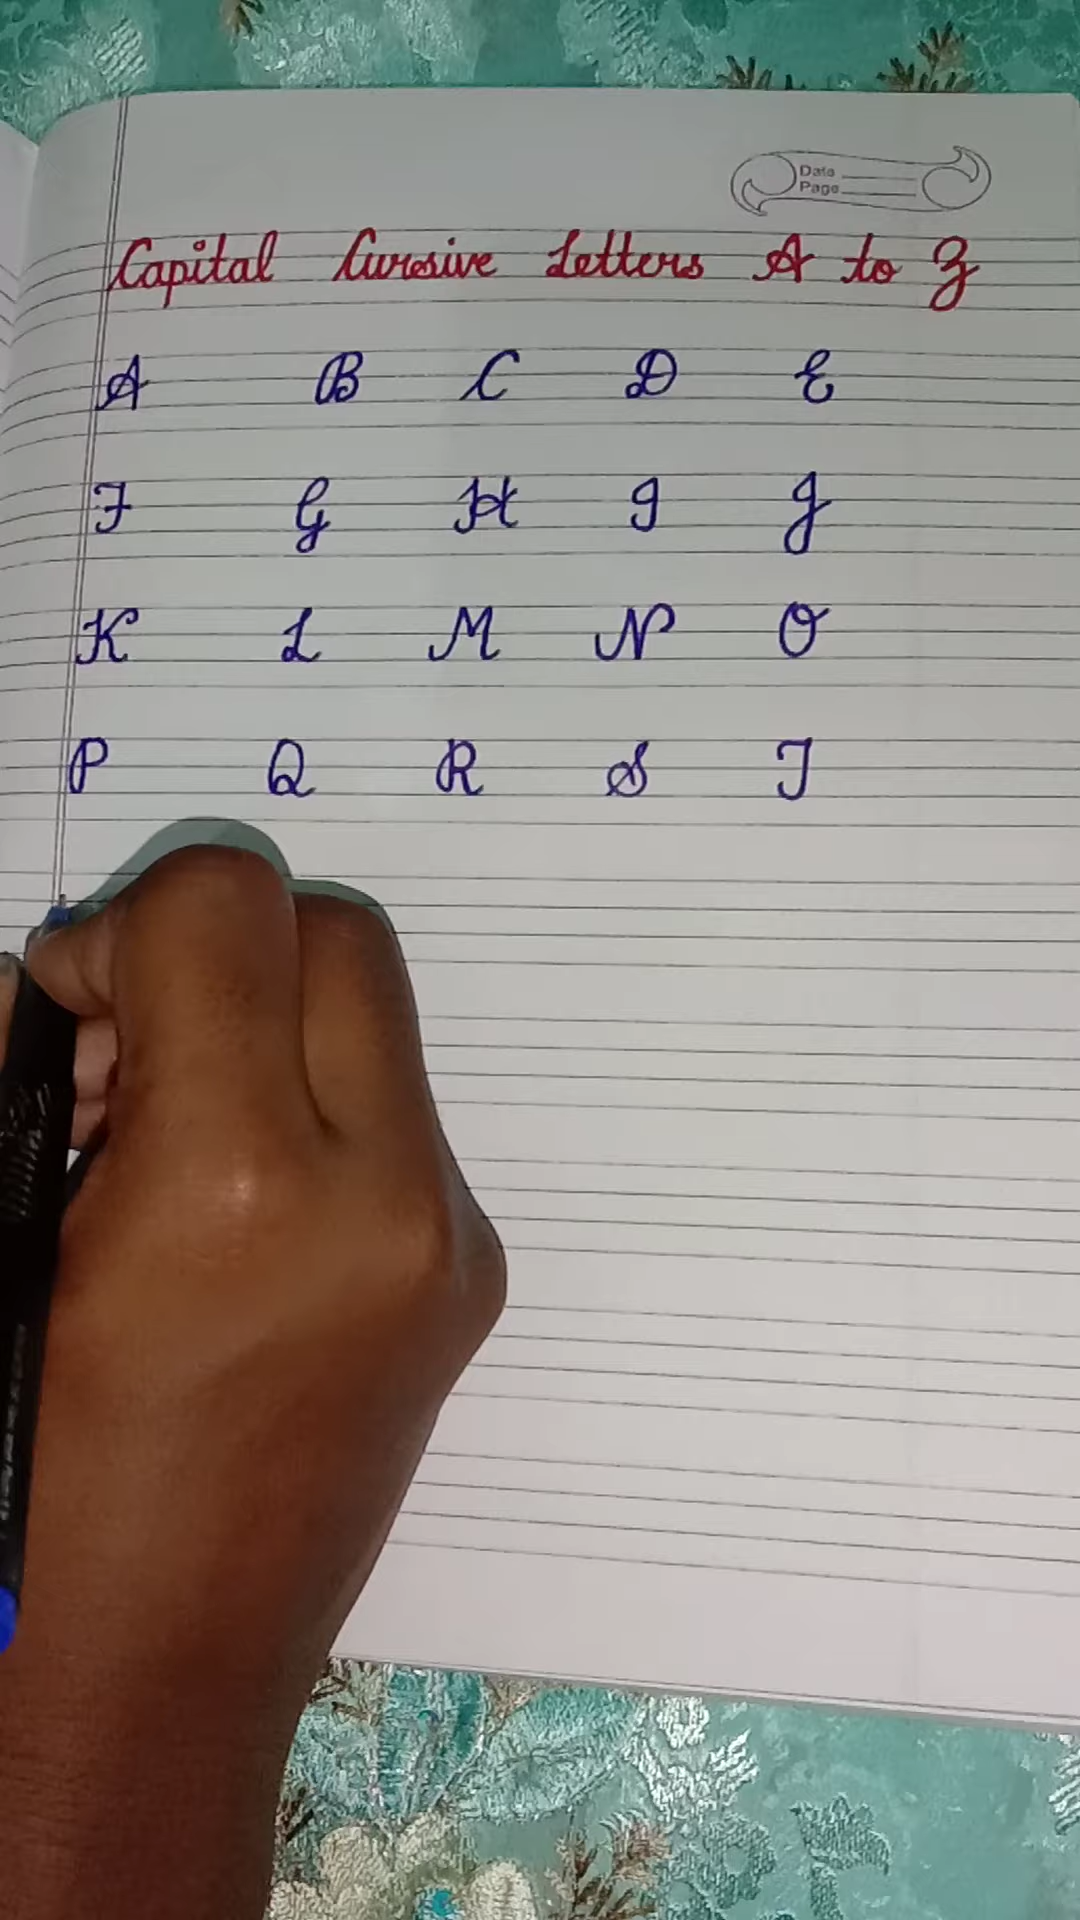 Date
Page
Capital Cursive Letters A to Z
A B C D E
F G H I J
K L M N O
P Q R S T